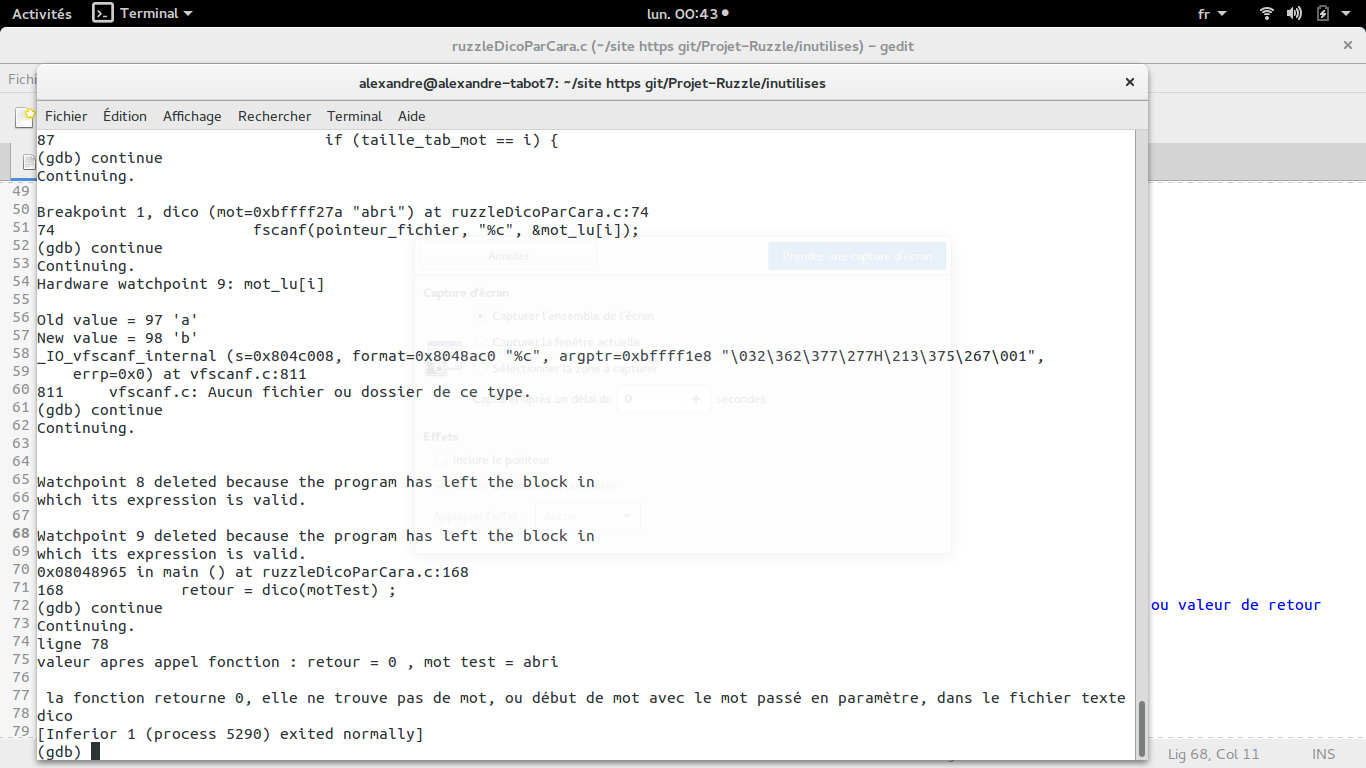 Activités Terminal lun. 00:43 fr
ruzzleDicoParCara.c (~/site https git/Projet-Ruzzle/inutilises) – gedit
Fichi
alexandre@alexandre-tabot7: ~/site https git/Projet-Ruzzle/inutilises
Fichier Édition Affichage Rechercher Terminal Aide
87 if (taille_tab_mot == i) {
(gdb) continue
Continuing.
49
50 Breakpoint 1, dico (mot=0xbffff27a "abri") at ruzzleDicoParCara.c:74
51 74 fscanf(pointeur_fichier, "%c", &mot_lu[i]);
52 (gdb) continue
Annuler Prendre une capture d'écran
53 Continuing.
54 Hardware watchpoint 9: mot_lu[i]
Capture d'écran
55
56 Old value = 97 'a'
Capturer l'ensemble de l'écran
57 New value = 98 'b'
Capturer la fenêtre actuelle
58 _IO_vfscanf_internal (s=0x804c008, format=0x8048ac0 "%c", argptr=0xbffff1e8 "\032\362\377\277H\213\375\267\001",
59 errp=0x0) at vfscanf.c:811
Sélectionner la zone à capturer
60 811 vfscanf.c: Aucun fichier ou dossier de ce type.
Capturer après un délai de 0 + secondes
61 (gdb) continue
62 Continuing.
Effets
63
64
Inclure le pointeur
65 Watchpoint 8 deleted because the program has left the block in
66 which its expression is valid.
67
Appliquer l'effet : Aucun
68 Watchpoint 9 deleted because the program has left the block in
69 which its expression is valid.
70 0x08048965 in main () at ruzzleDicoParCara.c:168
71 168 retour = dico(motTest) ;
72 (gdb) continue
ou valeur de retour
73 Continuing.
74 ligne 78
75 valeur apres appel fonction : retour = 0 , mot test = abri
76
77 la fonction retourne 0, elle ne trouve pas de mot, ou début de mot avec le mot passé en paramètre, dans le fichier texte
78 dico
79 [Inferior 1 (process 5290) exited normally]
(gdb)
Lig 68, Col 11 INS